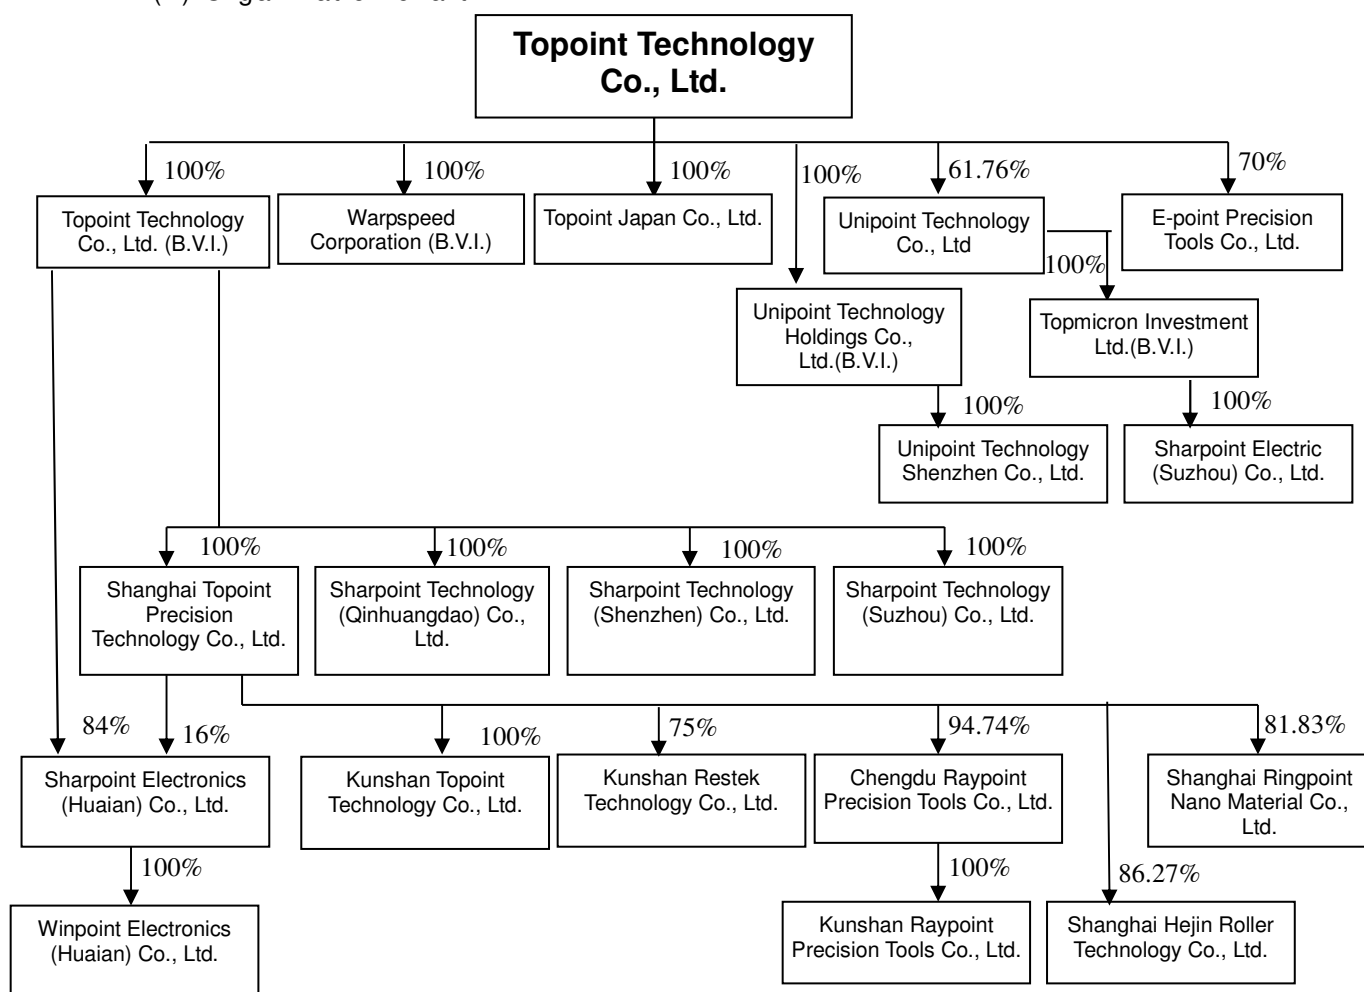 Topoint Technology
Co., Ltd.
100%
100%
100%
100%
61.76%
70%
Topoint Technology
Co., Ltd. (B.V.I.)
Warpspeed
Corporation (B.V.I.)
Topoint Japan Co., Ltd.
Unipoint Technology
Co., Ltd
E-point Precision
Tools Co., Ltd.
100%
Unipoint Technology
Holdings Co.,
Ltd.(B.V.I.)
Topmicron Investment
Ltd.(B.V.I.)
100%
100%
Unipoint Technology
Shenzhen Co., Ltd.
Sharpoint Electric
(Suzhou) Co., Ltd.
100%
100%
100%
100%
Shanghai Topoint
Precision
Technology Co., Ltd.
Sharpoint Technology
(Qinhuangdao) Co.,
Ltd.
Sharpoint Technology
(Shenzhen) Co., Ltd.
Sharpoint Technology
(Suzhou) Co., Ltd.
84%
16%
100%
75%
94.74%
81.83%
Sharpoint Electronics
(Huaian) Co., Ltd.
Kunshan Topoint
Technology Co., Ltd.
Kunshan Restek
Technology Co., Ltd.
Chengdu Raypoint
Precision Tools Co., Ltd.
Shanghai Ringpoint
Nano Material Co.,
Ltd.
100%
100%
86.27%
Winpoint Electronics
(Huaian) Co., Ltd.
Kunshan Raypoint
Precision Tools Co., Ltd.
Shanghai Hejin Roller
Technology Co., Ltd.